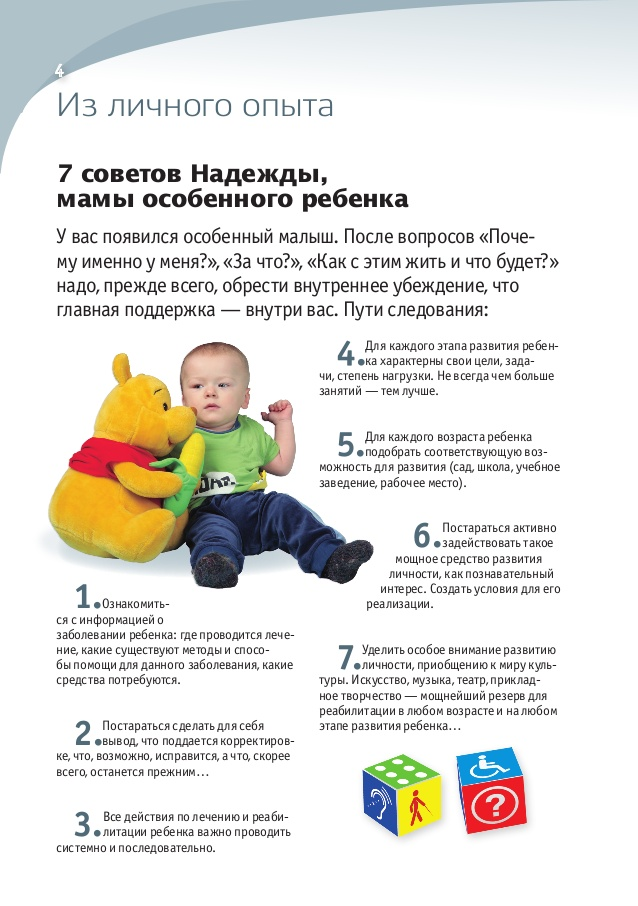 4
Из личного опыта
7 советов Надежды,
мамы особенного ребенка
У вас появился особенный малыш. После вопросов «Поче-
му именно у меня?», «За что?», «Как с этим жить и что будет?»
надо, прежде всего, обрести внутреннее убеждение, что
главная поддержка — внутри вас. Пути следования:
1. Ознакомить-
ся с информацией о
заболевании ребенка: где проводится лече-
ние, какие существуют методы и спосо-
бы помощи для данного заболевания, какие
средства потребуются.
2. Постараться сделать для себя
вывод, что поддается корректиров-
ке, что, возможно, исправится, а что, скорее
всего, останется прежним...
3. Все действия по лечению и реаби-
литации ребенка важно проводить
системно и последовательно.
4. Для каждого этапа развития ребен-
ка характерны свои цели, зада-
чи, степень нагрузки. Не всегда чем больше
занятий — тем лучше.
5. Для каждого возраста ребенка
подобрать соответствующую воз-
можность для развития (сад, школа, учебное
заведение, рабочее место).
6. Постараться активно
задействовать такое
мощное средство развития
личности, как познавательный
интерес. Создать условия для его
реализации.
7. Уделить особое внимание развитию
личности, приобщению к миру куль-
туры. Искусство, музыка, театр, приклад-
ное творчество — мощнейший резерв для
реабилитации в любом возрасте и на любом
этапе развития ребенка...
?